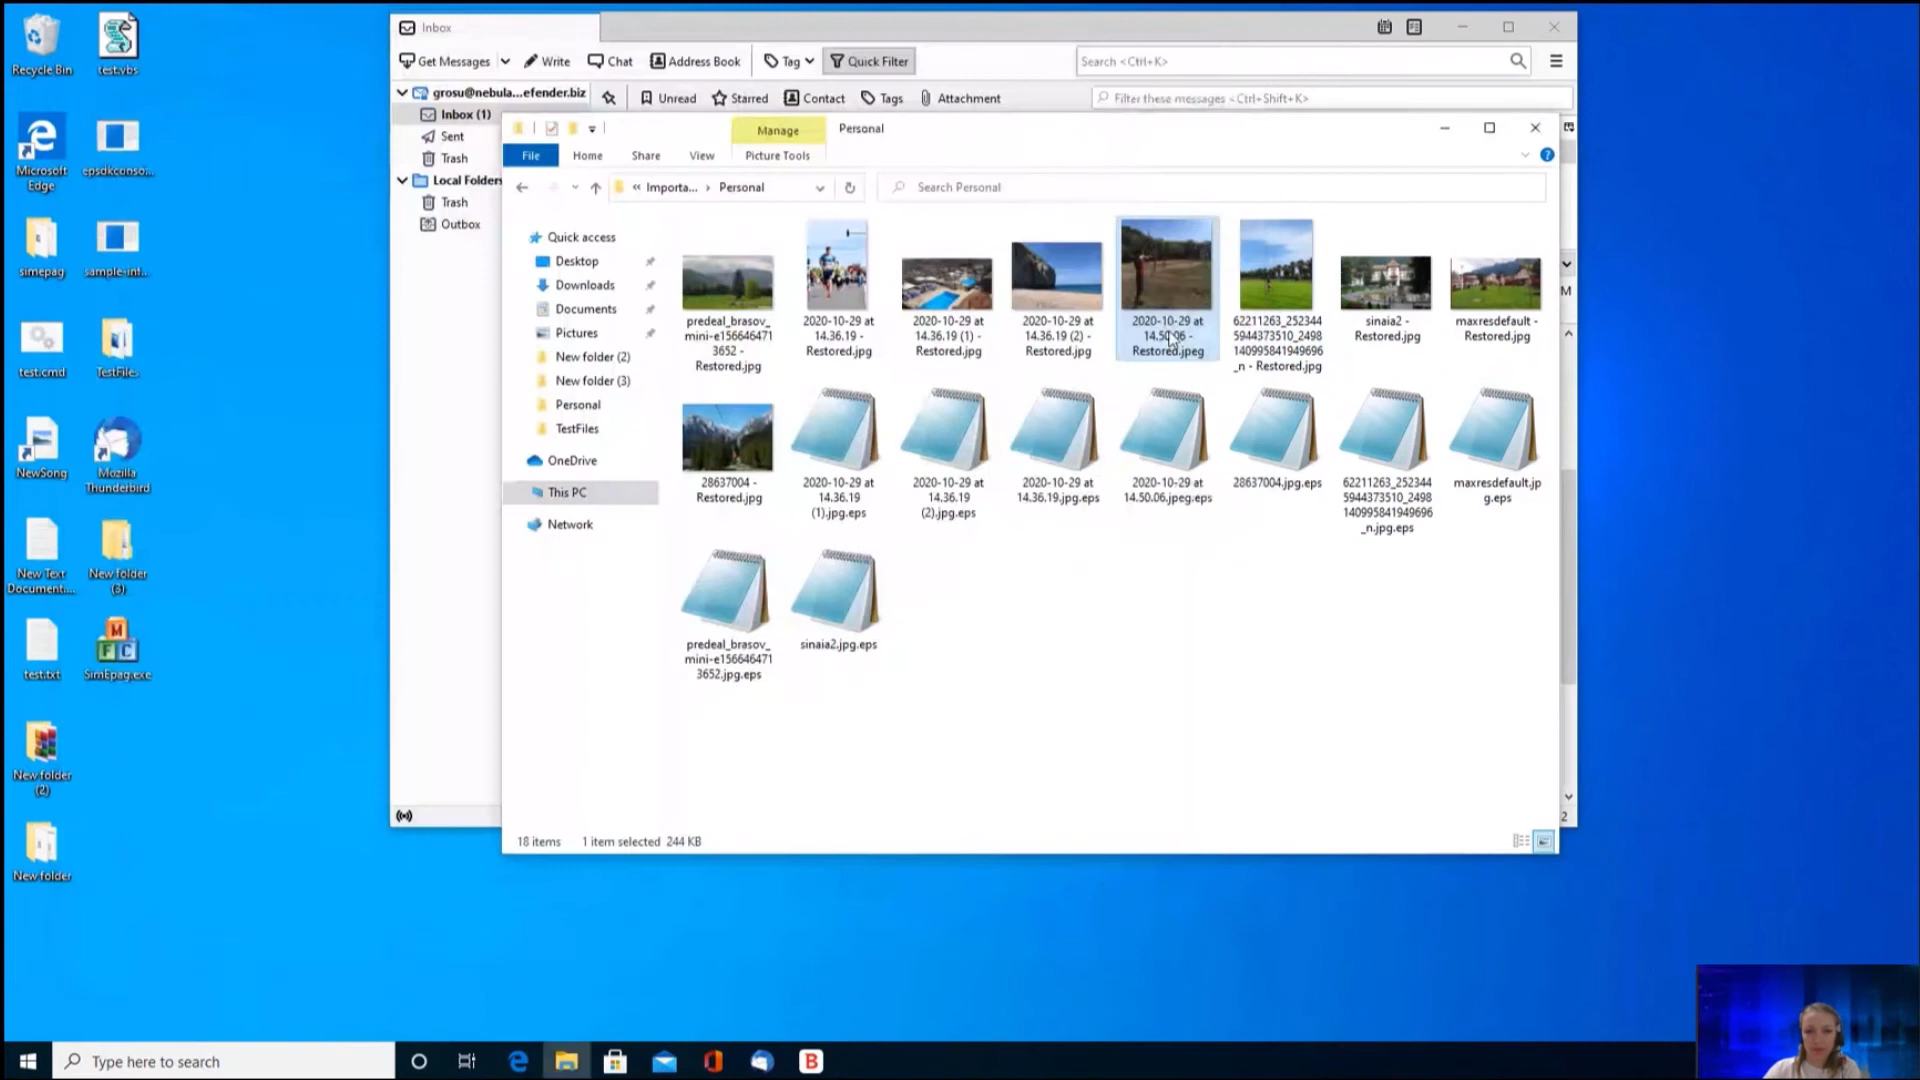 Recycle Bin
test.vbs
Microsoft
Edge
epsdkconso...
simepag
sample-int...
test.cmd
TestFiles
NewSong
Mozilla
Thunderbird
New Text
Document....
New folder
(3)
test.txt
SimEpag.exe
New folder
(2)
New folder
Inbox
Get Messages
Write
Chat
Address Book
Tag
Quick Filter
Search <Ctrl+K>
grosu@nebula...efender.biz
Unread
Starred
Contact
Tags
Attachment
Filter these messages <Ctrl+Shift+K>
Inbox (1)
Sent
Trash
Local Folders
Trash
Outbox
M
2
Manage
Personal
File
Home
Share
View
Picture Tools
« Importa... › Personal
Search Personal
Quick access
Desktop
Downloads
Documents
Pictures
New folder (2)
New folder (3)
Personal
TestFiles
OneDrive
This PC
Network
predeal_brasov_
mini-e156646471
3652 -
Restored.jpg
2020-10-29 at
14.36.19 -
Restored.jpg
2020-10-29 at
14.36.19 (1) -
Restored.jpg
2020-10-29 at
14.36.19 (2) -
Restored.jpg
2020-10-29 at
14.50.06 -
Restored.jpeg
62211263_252344
5944373510_2498
140995841949696
_n - Restored.jpg
sinaia2 -
Restored.jpg
maxresdefault -
Restored.jpg
28637004 -
Restored.jpg
2020-10-29 at
14.36.19
(1).jpg.eps
2020-10-29 at
14.36.19
(2).jpg.eps
2020-10-29 at
14.36.19.jpg.eps
2020-10-29 at
14.50.06.jpeg.eps
28637004.jpg.eps
62211263_252344
5944373510_2498
140995841949696
_n.jpg.eps
maxresdefault.jp
g.eps
predeal_brasov_
mini-e156646471
3652.jpg.eps
sinaia2.jpg.eps
18 items
1 item selected 244 KB
Type here to search
B